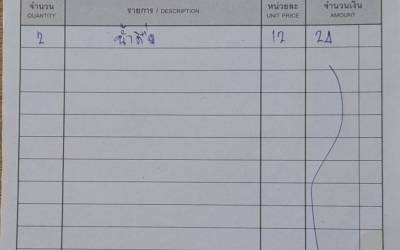 จำนวน รายการ / DESCRIPTION หน่วยละ จำนวนเงิน
QUANTITY UNIT PRICE AMOUNT
2 น้ำดื่ม 12 24